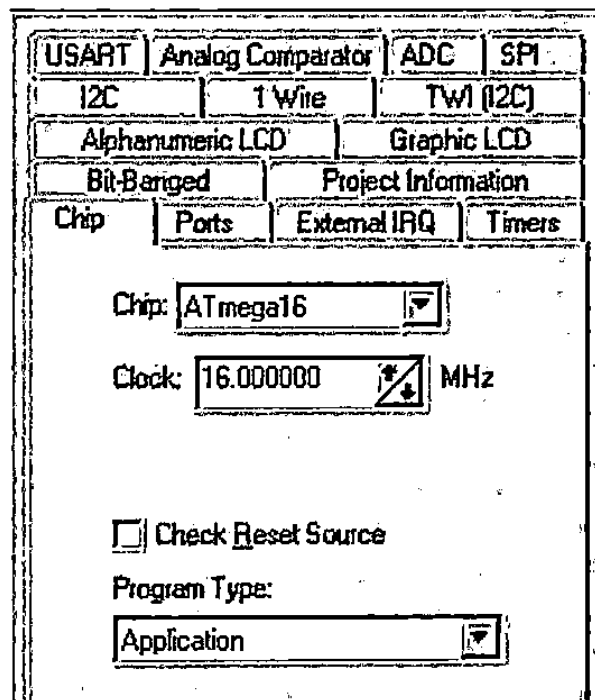 USART Analog Comparator ADC SPI
I2C 1 Wire TWI (I2C)
Alphanumeric LCD Graphic LCD
Bit-Banged Project Information
Chip Ports External IRQ Timers
Chip: ATmega16
Clock: 16.000000 MHz
Check Reset Source
Program Type:
Application